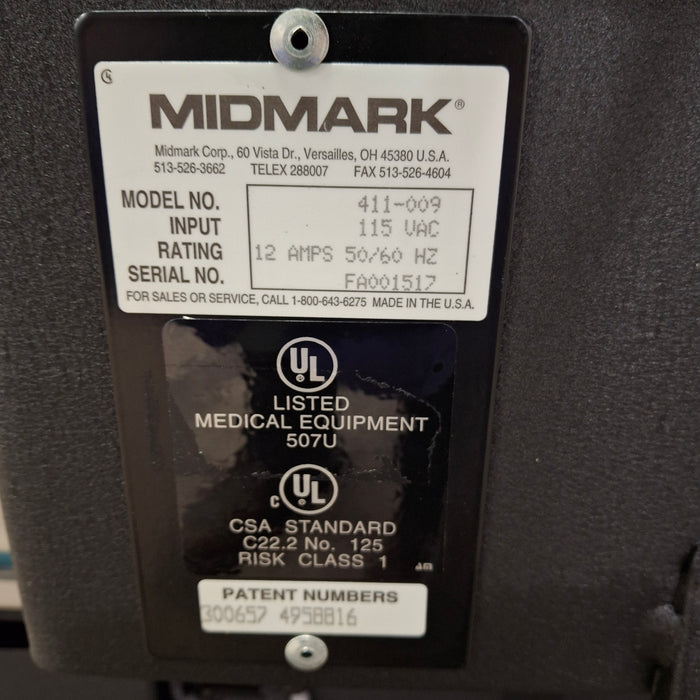 MIDMARK®
Midmark Corp., 60 Vista Dr., Versailles, OH 45380 U.S.A.
513-526-3662 TELEX 288007 FAX 513-526-4604
MODEL NO. 411-009
INPUT 115 VAC
RATING 12 AMPS 50/60 HZ
SERIAL NO. FA001517
FOR SALES OR SERVICE, CALL 1-800-643-6275 MADE IN THE U.S.A.
UL
LISTED
MEDICAL EQUIPMENT
507U
C UL
CSA STANDARD
C22.2 No. 125
RISK CLASS 1
PATENT NUMBERS
300657 4958816